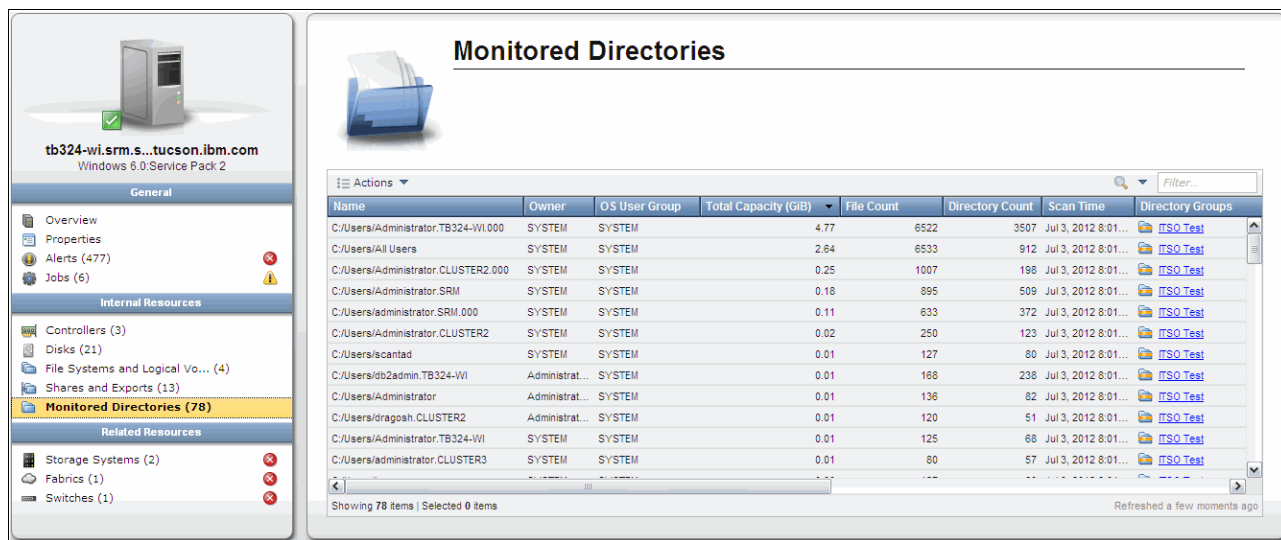 tb324-wi.srm.s...tucson.ibm.com
Windows 6.0:Service Pack 2
General
Overview
Properties
Alerts (477)
Jobs (6)
Internal Resources
Controllers (3)
Disks (21)
File Systems and Logical Vo... (4)
Shares and Exports (13)
Monitored Directories (78)
Related Resources
Storage Systems (2)
Fabrics (1)
Switches (1)
Monitored Directories
Actions Filter...
Name Owner OS User Group Total Capacity (GiB) File Count Directory Count Scan Time Directory Groups
C:/Users/Administrator.TB324-WI.000 SYSTEM SYSTEM 4.77 6522 3507 Jul 3, 2012 8:01... ITSO Test
C:/Users/All Users SYSTEM SYSTEM 2.64 6533 912 Jul 3, 2012 8:01... ITSO Test
C:/Users/Administrator.CLUSTER2.000 SYSTEM SYSTEM 0.25 1007 198 Jul 3, 2012 8:01... ITSO Test
C:/Users/Administrator.SRM SYSTEM SYSTEM 0.18 895 509 Jul 3, 2012 8:01... ITSO Test
C:/Users/administrator.SRM.000 SYSTEM SYSTEM 0.11 633 372 Jul 3, 2012 8:01... ITSO Test
C:/Users/Administrator.CLUSTER2 SYSTEM SYSTEM 0.02 250 123 Jul 3, 2012 8:01... ITSO Test
C:/Users/scantad SYSTEM SYSTEM 0.01 127 80 Jul 3, 2012 8:01... ITSO Test
C:/Users/db2admin.TB324-WI Administrat... SYSTEM 0.01 168 238 Jul 3, 2012 8:01... ITSO Test
C:/Users/Administrator Administrat... SYSTEM 0.01 136 82 Jul 3, 2012 8:01... ITSO Test
C:/Users/dragosh.CLUSTER2 Administrat... SYSTEM 0.01 120 51 Jul 3, 2012 8:01... ITSO Test
C:/Users/Administrator.TB324-WI SYSTEM SYSTEM 0.01 125 68 Jul 3, 2012 8:01... ITSO Test
C:/Users/administrator.CLUSTER3 SYSTEM SYSTEM 0.01 80 57 Jul 3, 2012 8:01... ITSO Test
Showing 78 items | Selected 0 items Refreshed a few moments ago